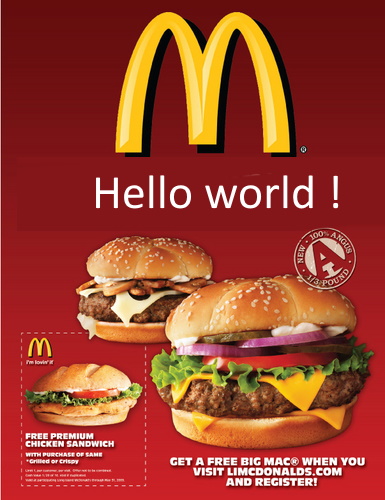 Hello world !
NEW • 100% ANGUS
1/3 POUND
i'm lovin' it
FREE PREMIUM
CHICKEN SANDWICH
WITH PURCHASE OF SAME
*Grilled or Crispy
GET A FREE BIG MAC® WHEN YOU
VISIT LIMCDONALDS.COM
AND REGISTER!